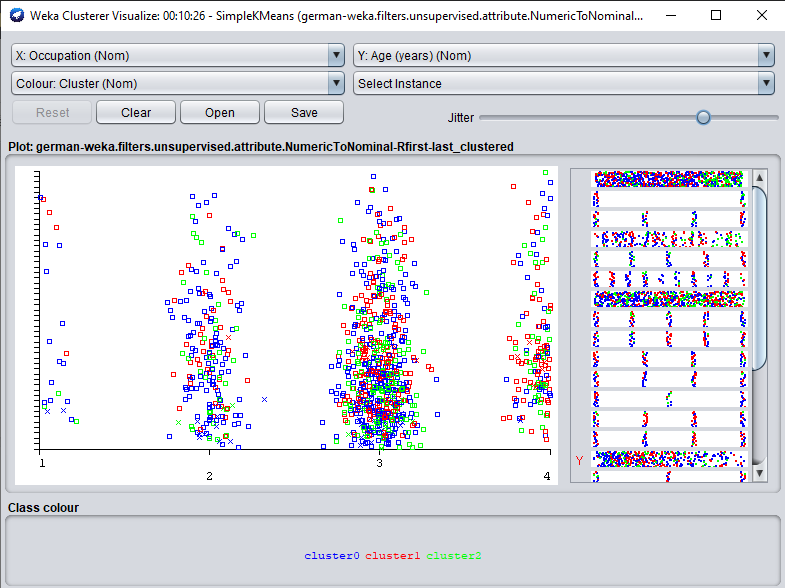 Weka Clusterer Visualize: 00:10:26 - SimpleKMeans (german-weka.filters.unsupervised.attribute.NumericToNominal...
X: Occupation (Nom) Y: Age (years) (Nom)
Colour: Cluster (Nom) Select Instance
Reset Clear Open Save Jitter
Plot: german-weka.filters.unsupervised.attribute.NumericToNominal-Rfirst-last_clustered
Y
1 3
2 4
Class colour
cluster0 cluster1 cluster2